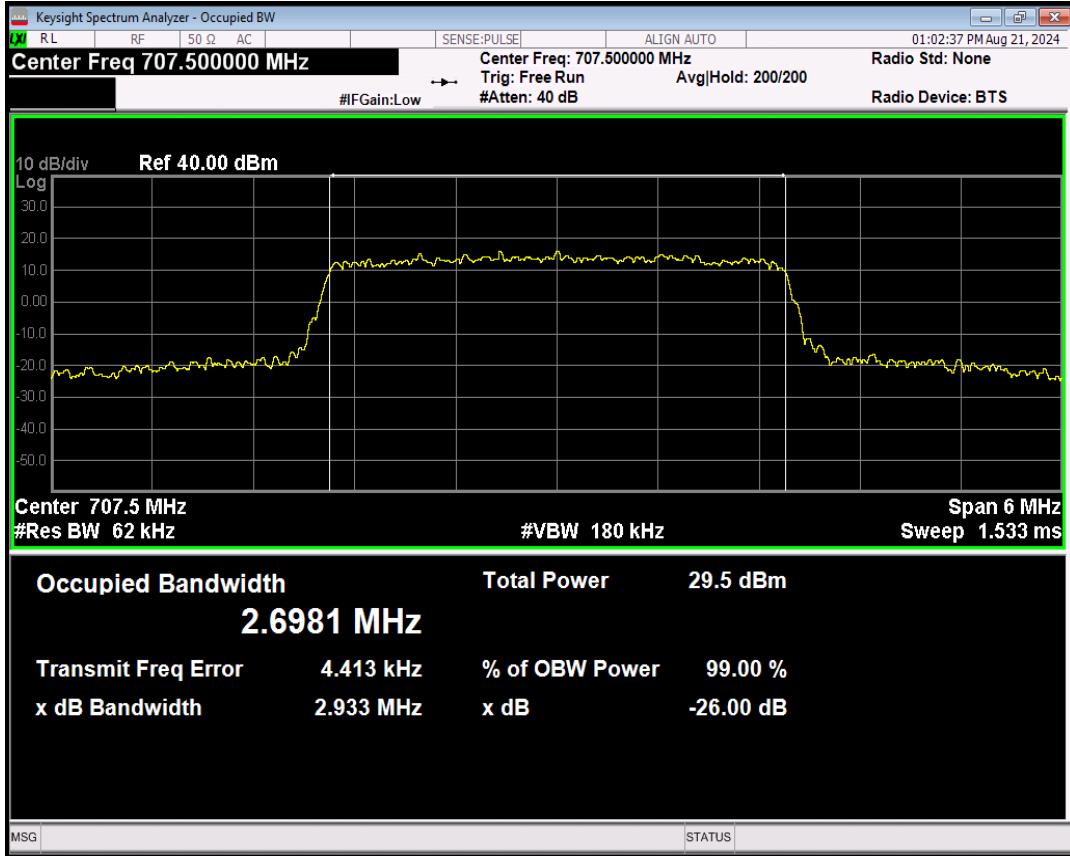 Keysight Spectrum Analyzer - Occupied BW
LXI RL RF 50 Ω AC SENSE:PULSE ALIGN AUTO 01:02:37 PM Aug 21, 2024
Center Freq 707.500000 MHz Center Freq: 707.500000 MHz Radio Std: None
Trig: Free Run Avg|Hold: 200/200
#IFGain:Low #Atten: 40 dB Radio Device: BTS
10 dB/div Ref 40.00 dBm
Log
30.0
20.0
10.0
0.00
-10.0
-20.0
-30.0
-40.0
-50.0
Center 707.5 MHz Span 6 MHz
#Res BW 62 kHz #VBW 180 kHz Sweep 1.533 ms
Occupied Bandwidth Total Power 29.5 dBm
2.6981 MHz
Transmit Freq Error 4.413 kHz % of OBW Power 99.00 %
x dB Bandwidth 2.933 MHz x dB -26.00 dB
MSG STATUS